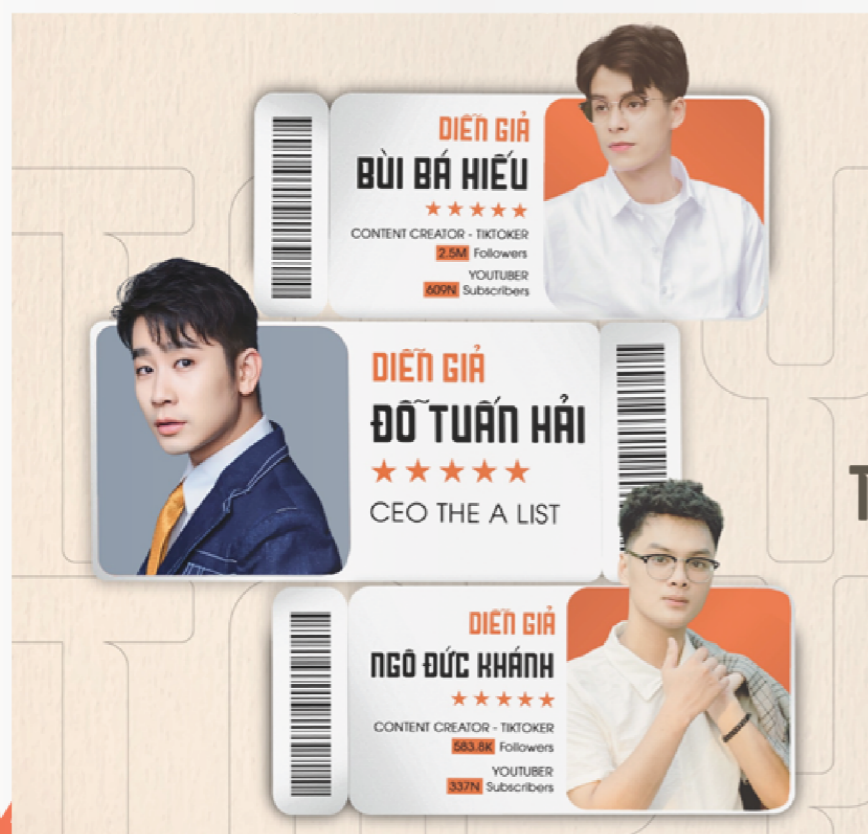 DIỄN GIẢ
BÙI BÁ HIẾU
CONTENT CREATOR - TIKTOKER
2.5M Followers
YOUTUBER
609N Subscribers
DIỄN GIẢ
ĐỖ TUẤN HẢI
CEO THE A LIST
DIỄN GIẢ
NGÔ ĐỨC KHÁNH
CONTENT CREATOR - TIKTOKER
583.8K Followers
YOUTUBER
337N Subscribers